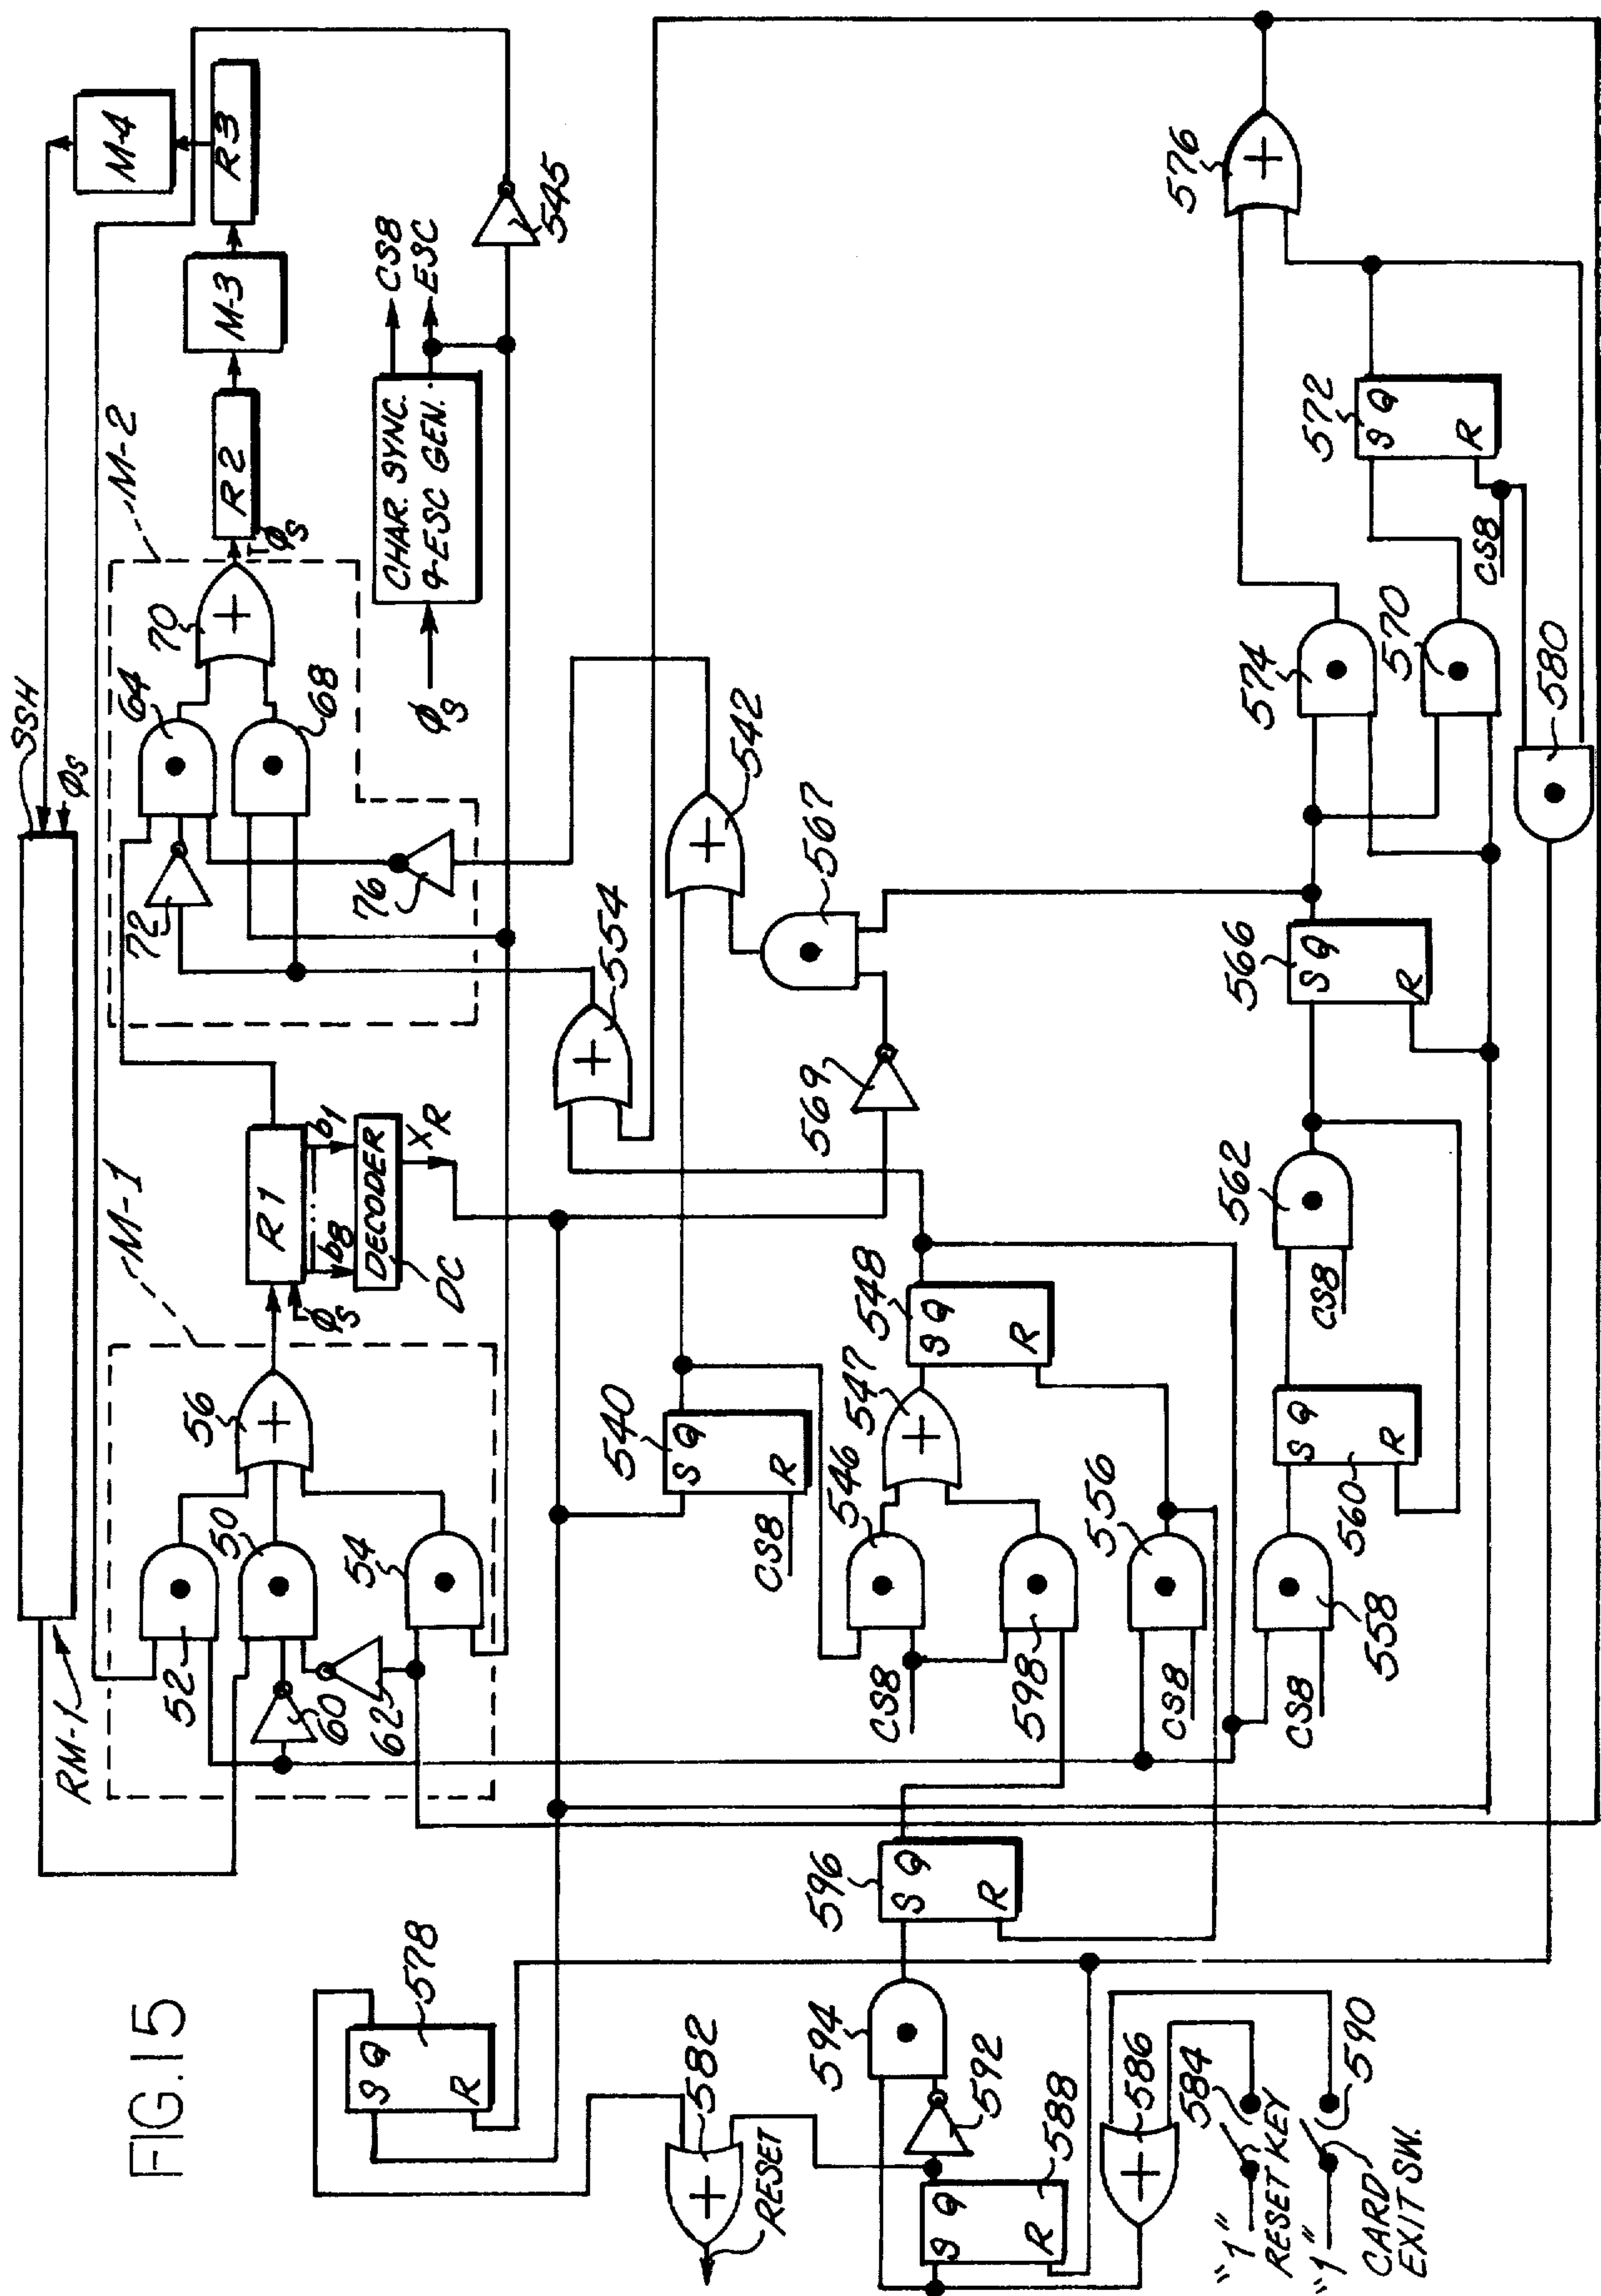 FIG. 15
SSH
φS
RM-1
M-1
M-2
M-4
R3
M-3
R2
φS
70
64
68
72
76
56
52
50
54
60
62
R1
φS
b8
b1
DECODER
DC
XR
CHAR. SYNC.
&-ESC GEN.
φS
CS8
ESC
545
542
554
567
569
540
S Q
R
CS8
546
547
548
S Q
R
CS8
598
556
CS8
558
CS8
560
S Q
R
562
CS8
566
S Q
R
574
570
572
S Q
R
CS8
576
580
578
S Q
R
582
RESET
596
S Q
R
594
592
588
S Q
R
586
584
"1"
RESET KEY
590
"1"
CARD
EXIT SW.